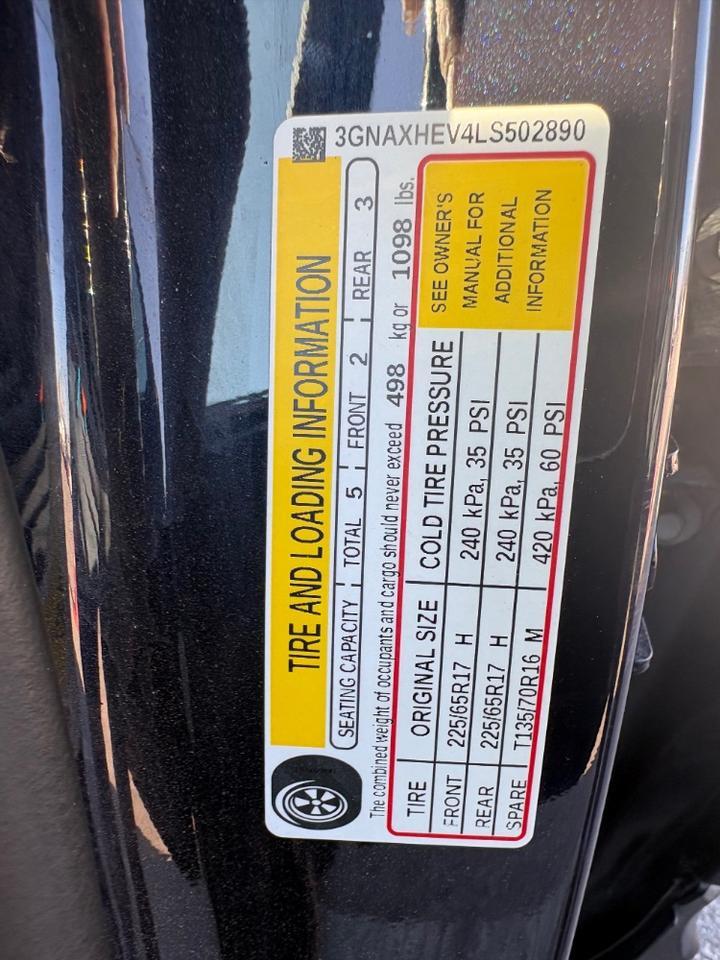 3GNAXHEV4LS502890
TIRE AND LOADING INFORMATION
SEATING CAPACITY TOTAL 5 FRONT 2 REAR 3
The combined weight of occupants and cargo should never exceed 498 kg or 1098 lbs.
TIRE ORIGINAL SIZE COLD TIRE PRESSURE
FRONT 225/65R17 H 240 kPa, 35 PSI
REAR 225/65R17 H 240 kPa, 35 PSI
SPARE T135/70R16 M 420 kPa, 60 PSI
SEE OWNER'S
MANUAL FOR
ADDITIONAL
INFORMATION